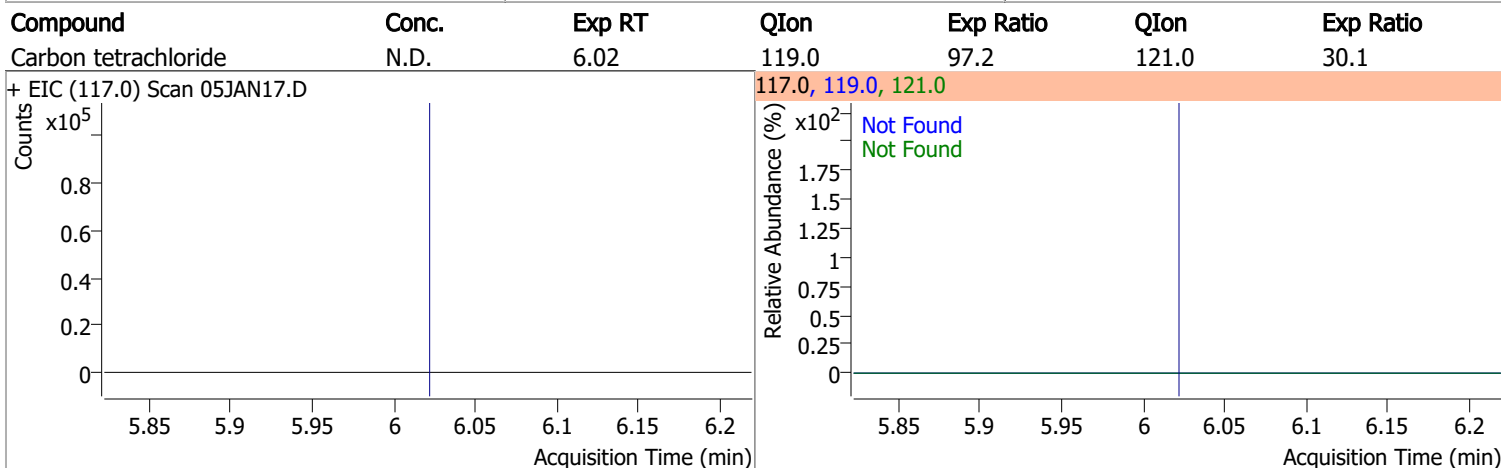 Compound Conc. Exp RT QIon Exp Ratio QIon Exp Ratio
Carbon tetrachloride N.D. 6.02 119.0 97.2 121.0 30.1
+ EIC (117.0) Scan 05JAN17.D
Counts
x10⁵
0.8
0.6
0.4
0.2
0
5.85 5.9 5.95 6 6.05 6.1 6.15 6.2
Acquisition Time (min)
117.0, 119.0, 121.0
Relative Abundance (%)
x10²
Not Found
Not Found
1.75
1.5
1.25
1
0.75
0.5
0.25
0
5.85 5.9 5.95 6 6.05 6.1 6.15 6.2
Acquisition Time (min)